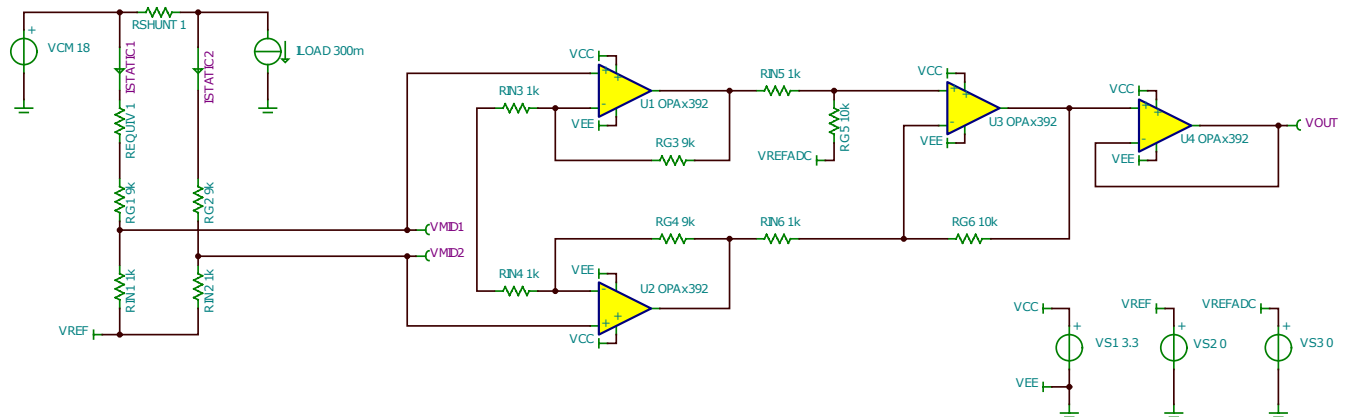 RSHUNT 1
VCM 18
ISTATIC1
ISTATIC2
ILOAD 300m
REQUIV 1
RG1 9k
RG2 9k
VMID1
VMID2
RIN1 1k
RIN2 1k
VREF
VCC
RIN3 1k
U1 OPAx392
VEE
RG3 9k
RIN5 1k
RG5 10k
VREFADC
RG4 9k
RIN6 1k
RIN4 1k
VEE
U2 OPAx392
VCC
VCC
U3 OPAx392
VEE
RG6 10k
VCC
U4 OPAx392
VEE
VOUT
VCC
VS1 3.3
VEE
VREF
VS2 0
VREFADC
VS3 0